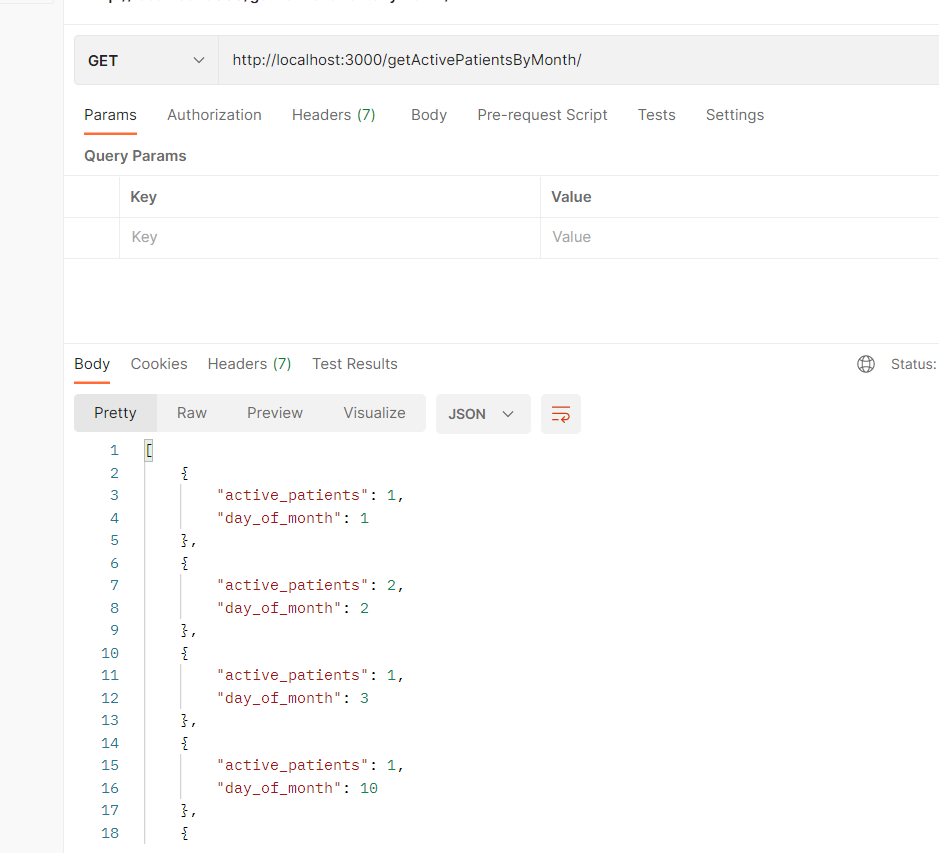 GET http://localhost:3000/getActivePatientsByMonth/
Params Authorization Headers (7) Body Pre-request Script Tests Settings
Query Params
Key Value
Key Value
Body Cookies Headers (7) Test Results Status:
Pretty Raw Preview Visualize JSON
1 [
2 {
3 "active_patients": 1,
4 "day_of_month": 1
5 },
6 {
7 "active_patients": 2,
8 "day_of_month": 2
9 },
10 {
11 "active_patients": 1,
12 "day_of_month": 3
13 },
14 {
15 "active_patients": 1,
16 "day_of_month": 10
17 },
18 {